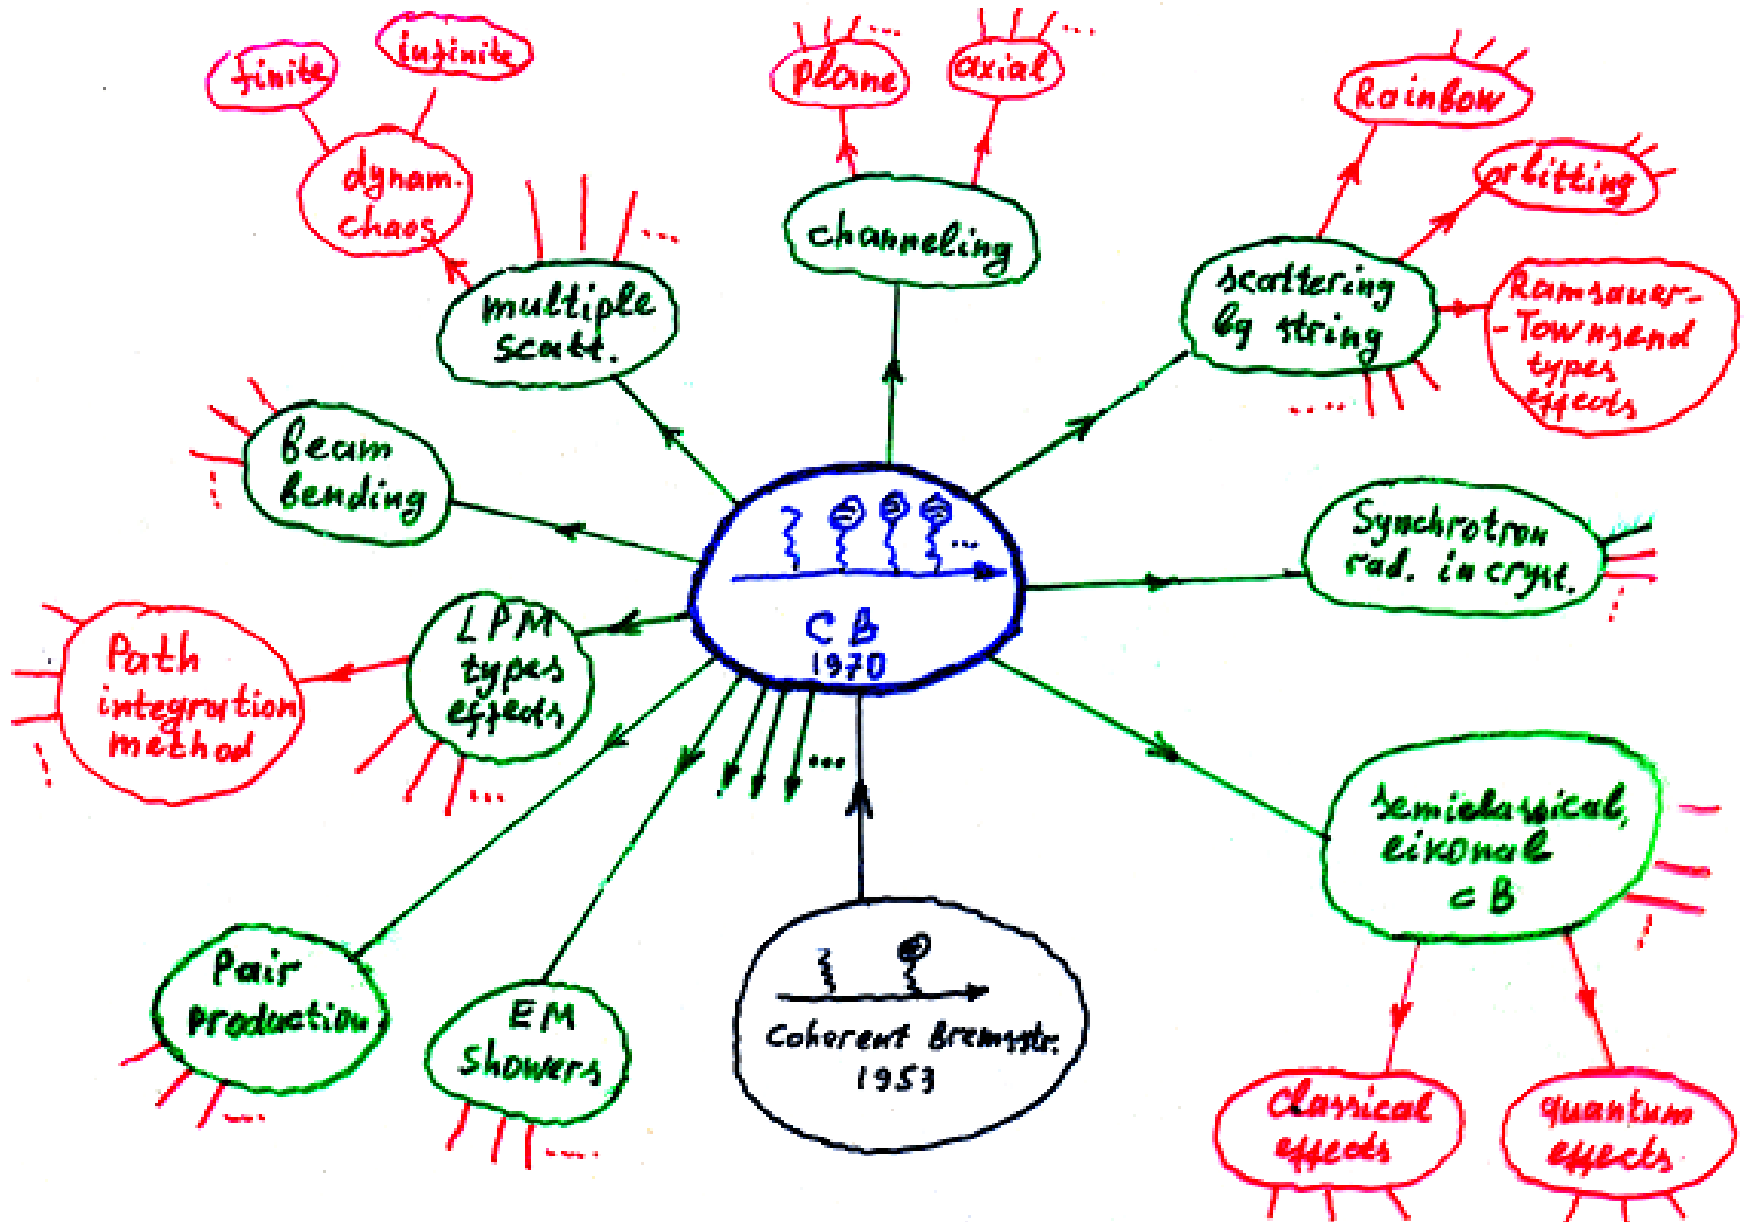 finite
infinite
dynam.
chaos
plane
axial
Rainbow
orbitting
channeling
multiple
scatt.
scattering
by string
Ramsauer-
-Townsend
types
effects
beam
bending
Synchrotron
rad. in cryst.
CB
1970
LPM
types
effects
Path
integration
method
semiclassical,
eikonal
CB
Pair
production
EM
Showers
Coherent Bremsstr.
1953
Classical
effects
quantum
effects